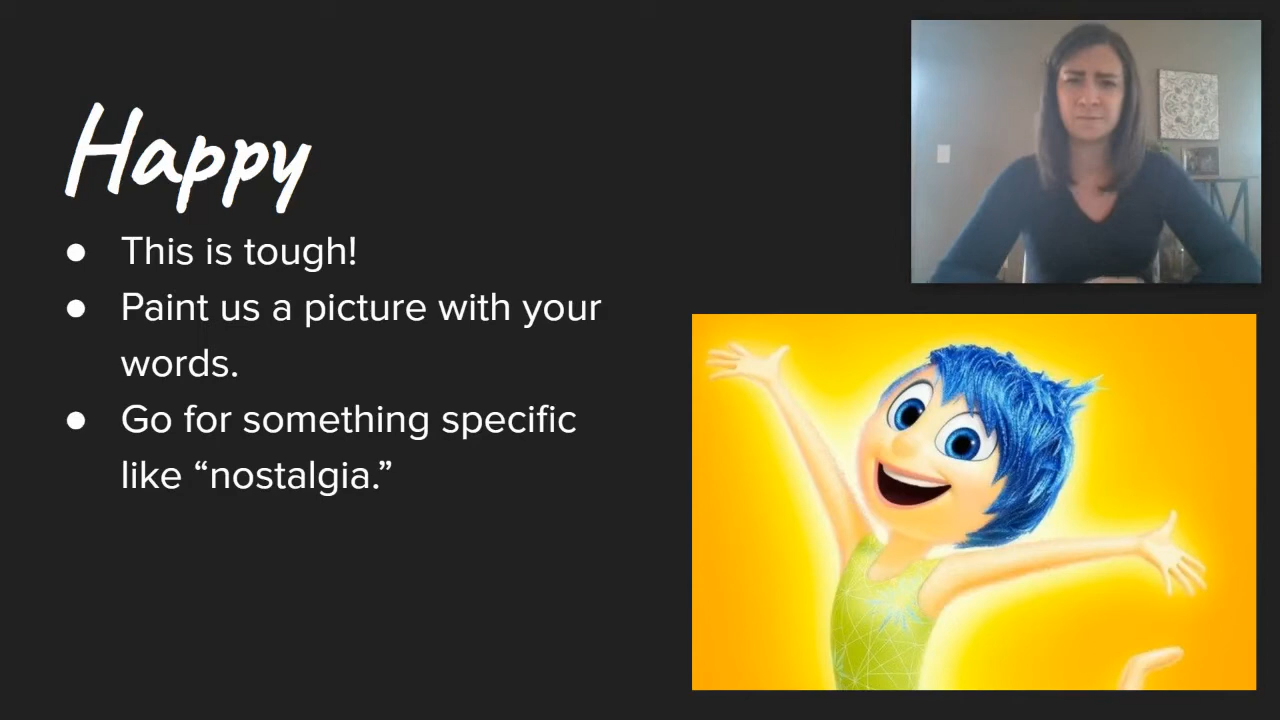 Happy
● This is tough!
● Paint us a picture with your
words.
● Go for something specific
like “nostalgia.”